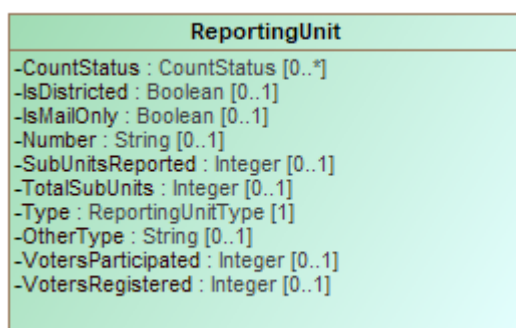 ReportingUnit
-CountStatus : CountStatus [0..*]
-IsDistricted : Boolean [0..1]
-IsMailOnly : Boolean [0..1]
-Number : String [0..1]
-SubUnitsReported : Integer [0..1]
-TotalSubUnits : Integer [0..1]
-Type : ReportingUnitType [1]
-OtherType : String [0..1]
-VotersParticipated : Integer [0..1]
-VotersRegistered : Integer [0..1]